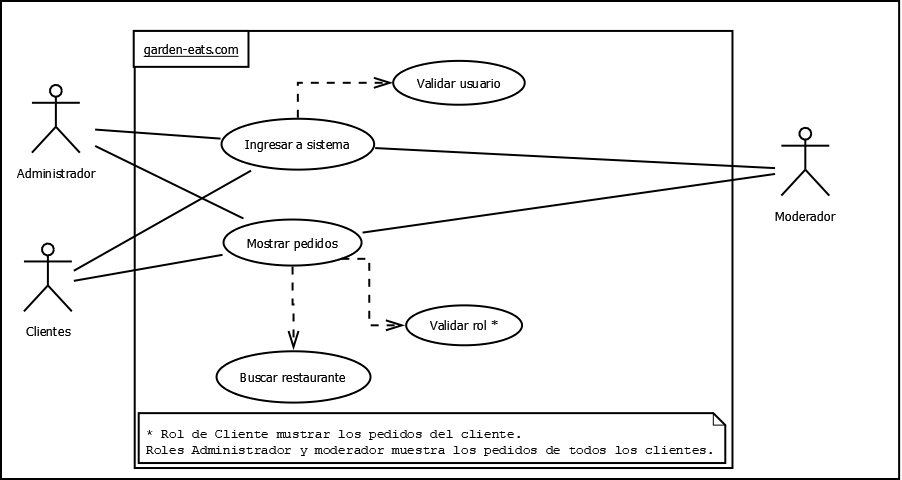 garden-eats.com
Validar usuario
Ingresar a sistema
Administrador
Moderador
Mostrar pedidos
Clientes
Validar rol *
Buscar restaurante
* Rol de Cliente mustrar los pedidos del cliente.
Roles Administrador y moderador muestra los pedidos de todos los clientes.